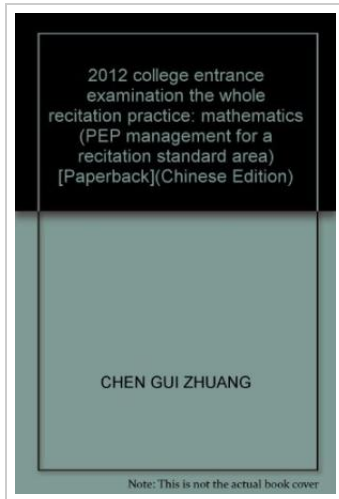 2012 college entrance
examination the whole
recitation practice: mathematics
(PEP management for a
recitation standard area)
[Paperback](Chinese Edition)
CHEN GUI ZHUANG
Note: This is not the actual book cover